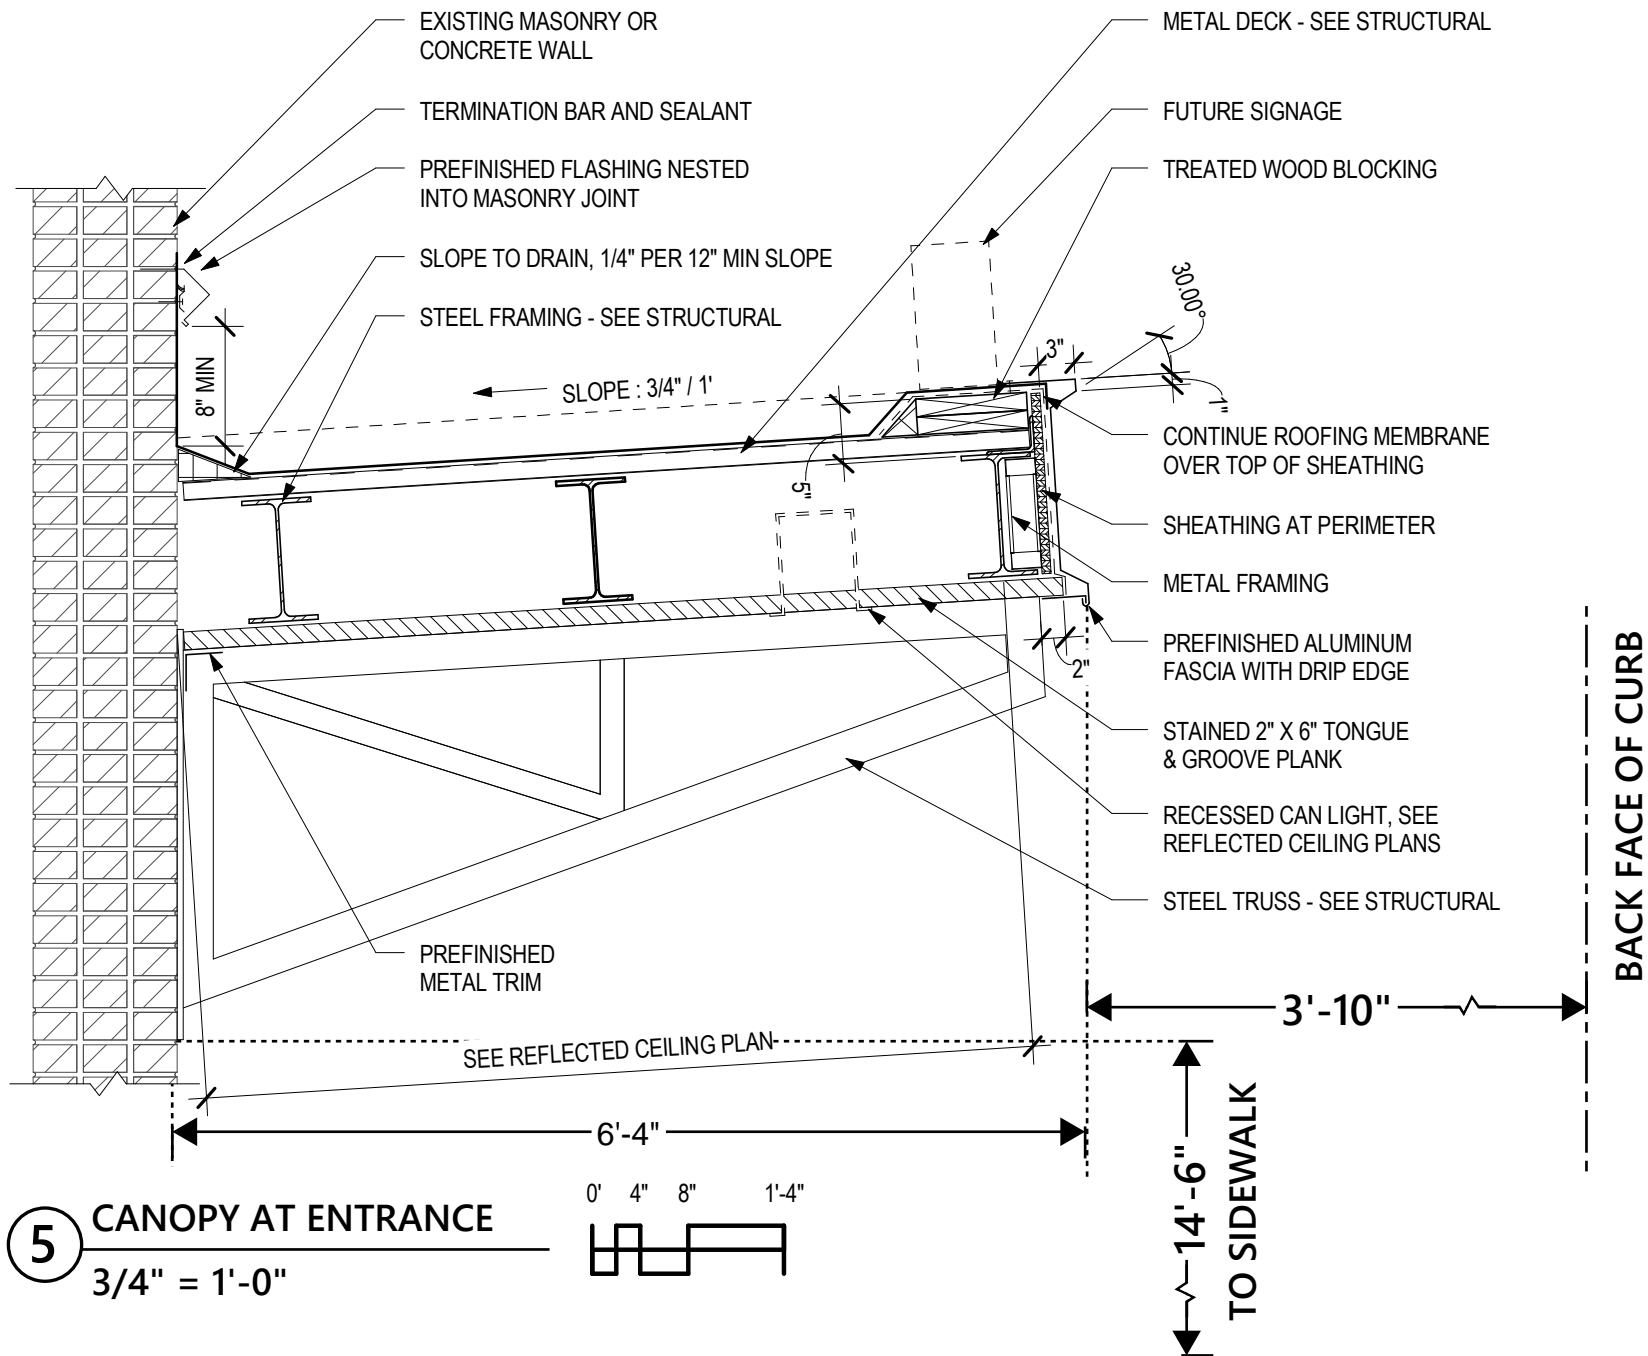 EXISTING MASONRY OR
CONCRETE WALL
TERMINATION BAR AND SEALANT
PREFINISHED FLASHING NESTED
INTO MASONRY JOINT
SLOPE TO DRAIN, 1/4" PER 12" MIN SLOPE
STEEL FRAMING - SEE STRUCTURAL
METAL DECK - SEE STRUCTURAL
FUTURE SIGNAGE
TREATED WOOD BLOCKING
30.00°
3"
1"
8" MIN
SLOPE : 3/4" / 1'
5"
CONTINUE ROOFING MEMBRANE
OVER TOP OF SHEATHING
SHEATHING AT PERIMETER
METAL FRAMING
PREFINISHED ALUMINUM
FASCIA WITH DRIP EDGE
2"
STAINED 2" X 6" TONGUE
& GROOVE PLANK
RECESSED CAN LIGHT, SEE
REFLECTED CEILING PLANS
STEEL TRUSS - SEE STRUCTURAL
BACK FACE OF CURB
PREFINISHED
METAL TRIM
3'-10"
SEE REFLECTED CEILING PLAN
6'-4"
14'-6"
TO SIDEWALK
5
CANOPY AT ENTRANCE
3/4" = 1'-0"
0' 4" 8" 1'-4"